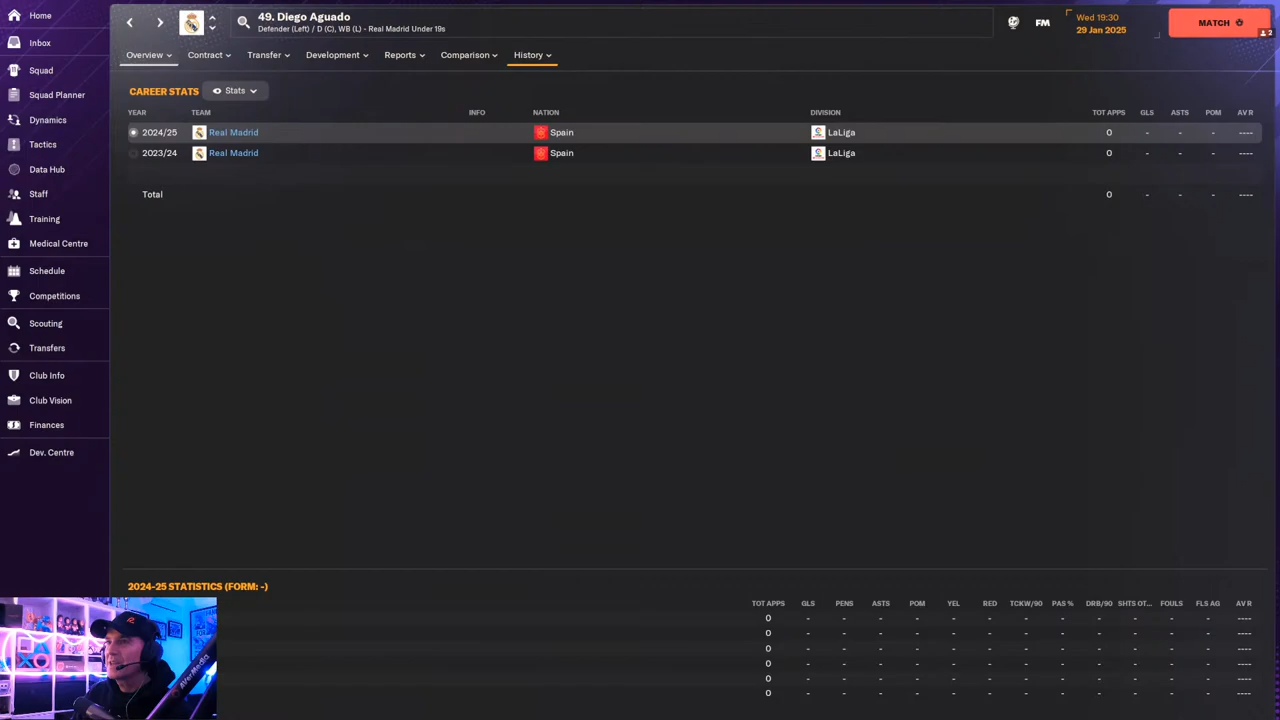 Home
Inbox
Squad
Squad Planner
Dynamics
Tactics
Data Hub
Staff
Training
Medical Centre
Schedule
Competitions
Scouting
Transfers
Club Info
Club Vision
Finances
Dev. Centre
49. Diego Aguado
Defender (Left) / D (C), WB (L) - Real Madrid Under 19s
FM
Wed 19:30
29 Jan 2025
MATCH
2
Overview Contract Transfer Development Reports Comparison History
CAREER STATS Stats
YEAR TEAM INFO NATION DIVISION TOT APPS GLS ASTS POM AV R
2024/25 Real Madrid Spain LaLiga 0 - - - ----
2023/24 Real Madrid Spain LaLiga 0 - - - ----
Total 0 - - - ----
2024-25 STATISTICS (FORM: -)
TOT APPS GLS PENS ASTS POM YEL RED TCKW/90 PAS % DRB/90 SHTS OT... FOULS FLS AG AV R
0 - - - - - - - - - - - - ----
0 - - - - - - - - - - - - ----
0 - - - - - - - - - - - - ----
0 - - - - - - - - - - - - ----
0 - - - - - - - - - - - - ----
0 - - - - - - - - - - - - ----
AVerMedia